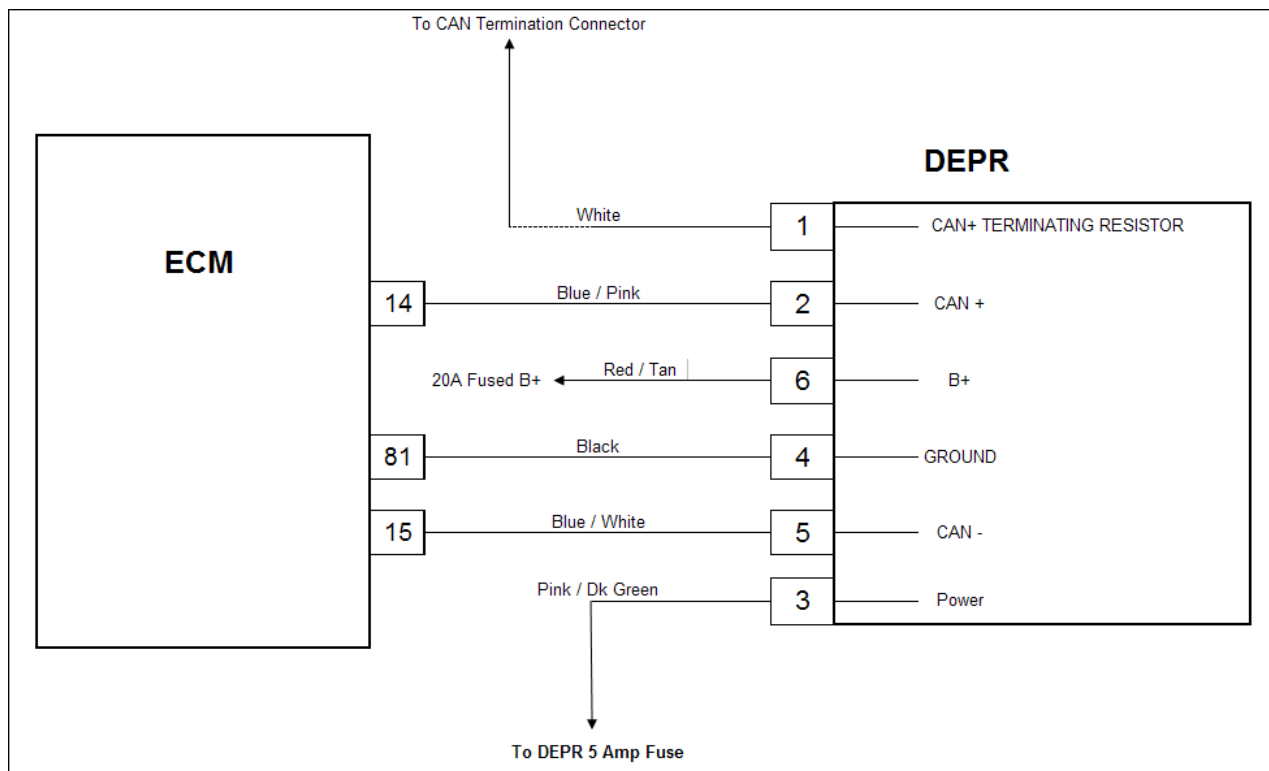 To CAN Termination Connector
DEPR
White
1
CAN+ TERMINATING RESISTOR
ECM
14
Blue / Pink
2
CAN +
20A Fused B+
Red / Tan
6
B+
81
Black
4
GROUND
15
Blue / White
5
CAN -
Pink / Dk Green
3
Power
To DEPR 5 Amp Fuse